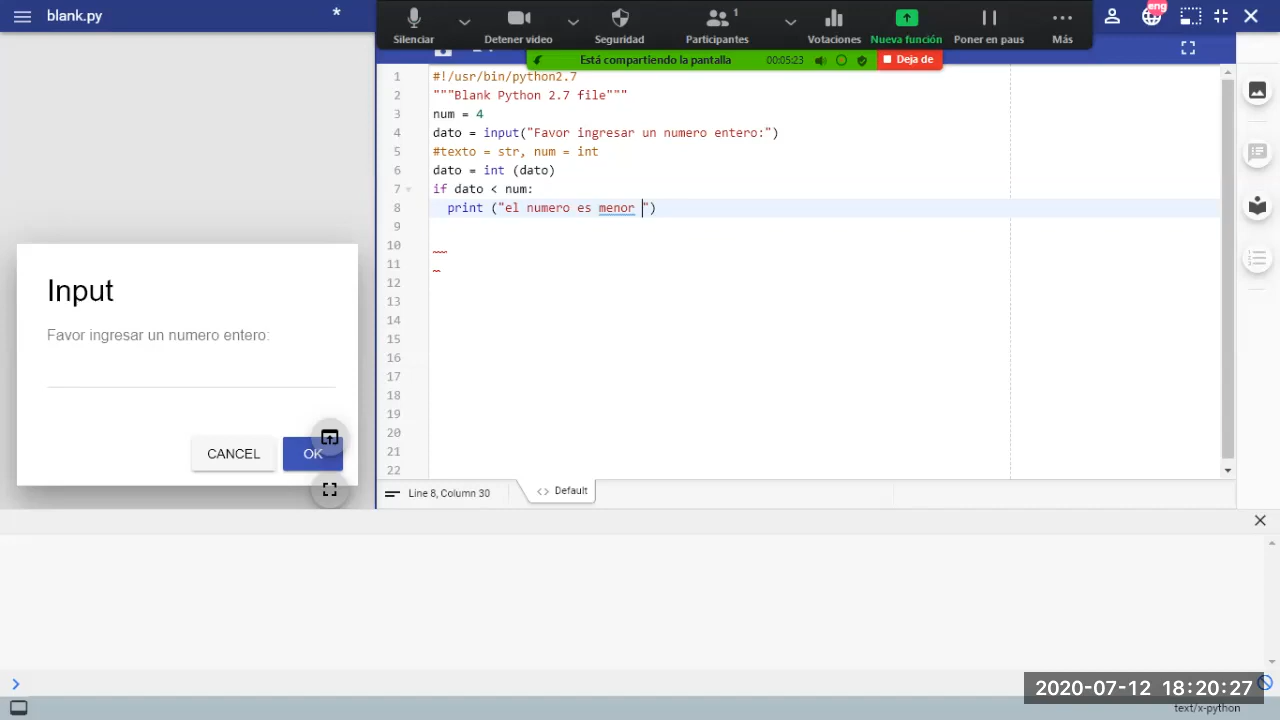 blank.py
*
1
eng
Silenciar
Detener video
Seguridad
Participantes
Votaciones
Nueva función
Poner en paus
Más
Está compartiendo la pantalla
00:05:23
Deja de
1 #!/usr/bin/python2.7
2 """Blank Python 2.7 file"""
3 num = 4
4 dato = input("Favor ingresar un numero entero:")
5 #texto = str, num = int
6 dato = int (dato)
7 if dato < num:
8 print ("el numero es menor ")
9
10
11
12
13
14
15
16
17
18
19
20
21
22
Input
Favor ingresar un numero entero:
CANCEL
OK
Line 8, Column 30
<> Default
2020-07-12 18:20:27
text/x-python